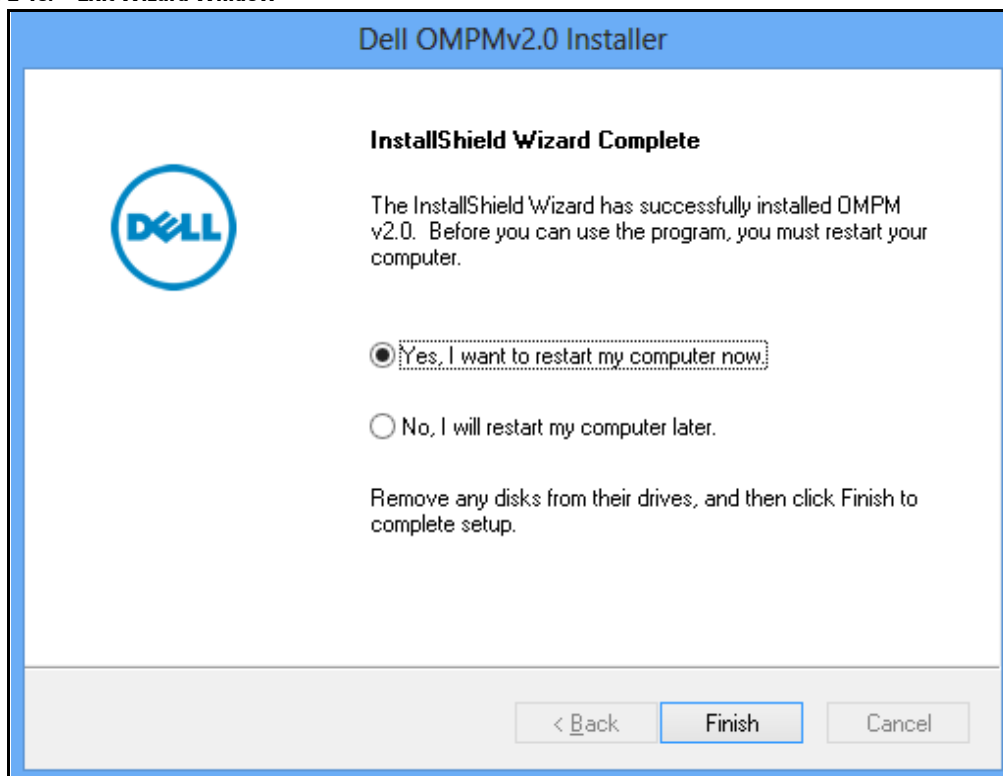 Dell OMPMv2.0 Installer
DELL
InstallShield Wizard Complete
The InstallShield Wizard has successfully installed OMPM
v2.0.  Before you can use the program, you must restart your
computer.
Yes, I want to restart my computer now.
No, I will restart my computer later.
Remove any disks from their drives, and then click Finish to
complete setup.
< Back
Finish
Cancel